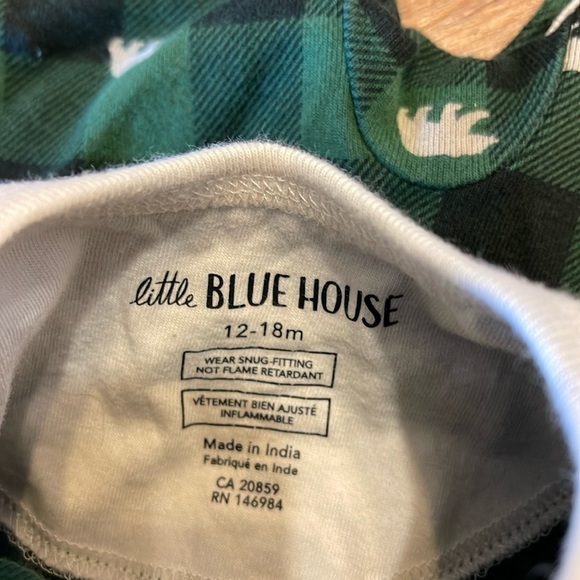 little BLUE HOUSE
12-18m
WEAR SNUG-FITTING
NOT FLAME RETARDANT
VÊTEMENT BIEN AJUSTÉ
INFLAMMABLE
Made in India
Fabriqué en Inde
CA 20859
RN 146984